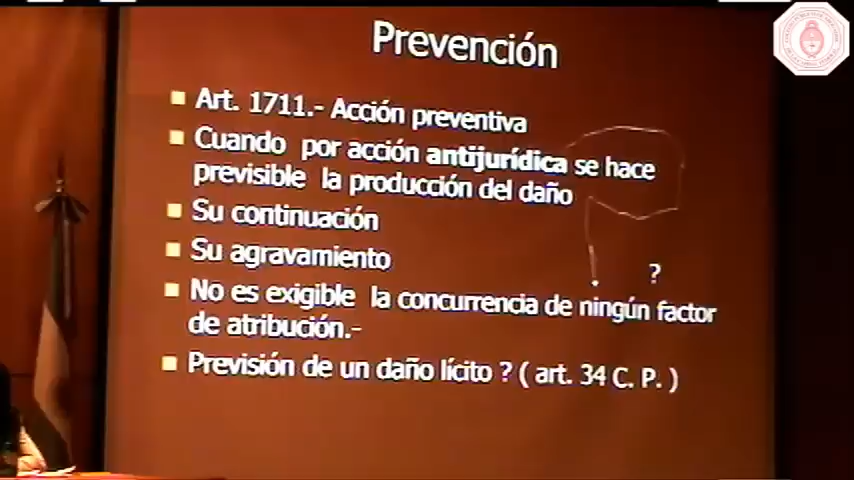 Prevención
Art. 1711.- Acción preventiva
Cuando por acción antijurídica se hace
previsible la producción del daño
Su continuación
Su agravamiento
?
No es exigible la concurrencia de ningún factor
de atribución.-
Previsión de un daño lícito ? ( art. 34 C. P. )